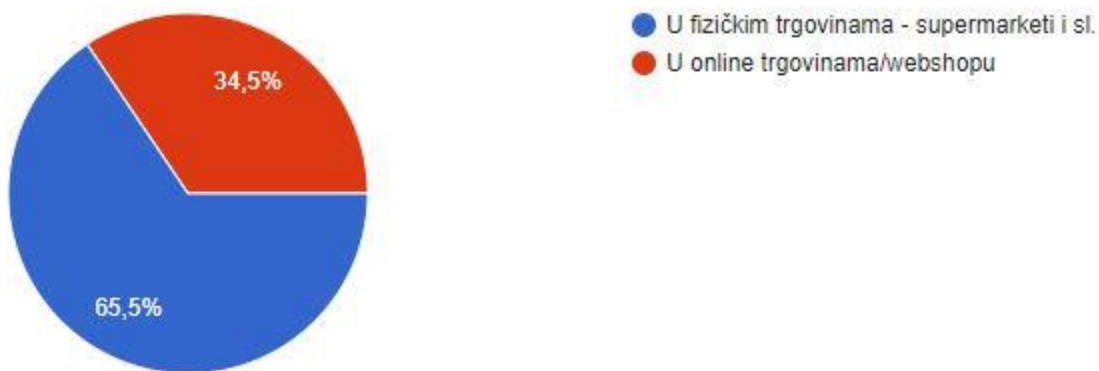 U fizičkim trgovinama - supermarketi i sl.
U online trgovinama/webshopu
34,5%
65,5%